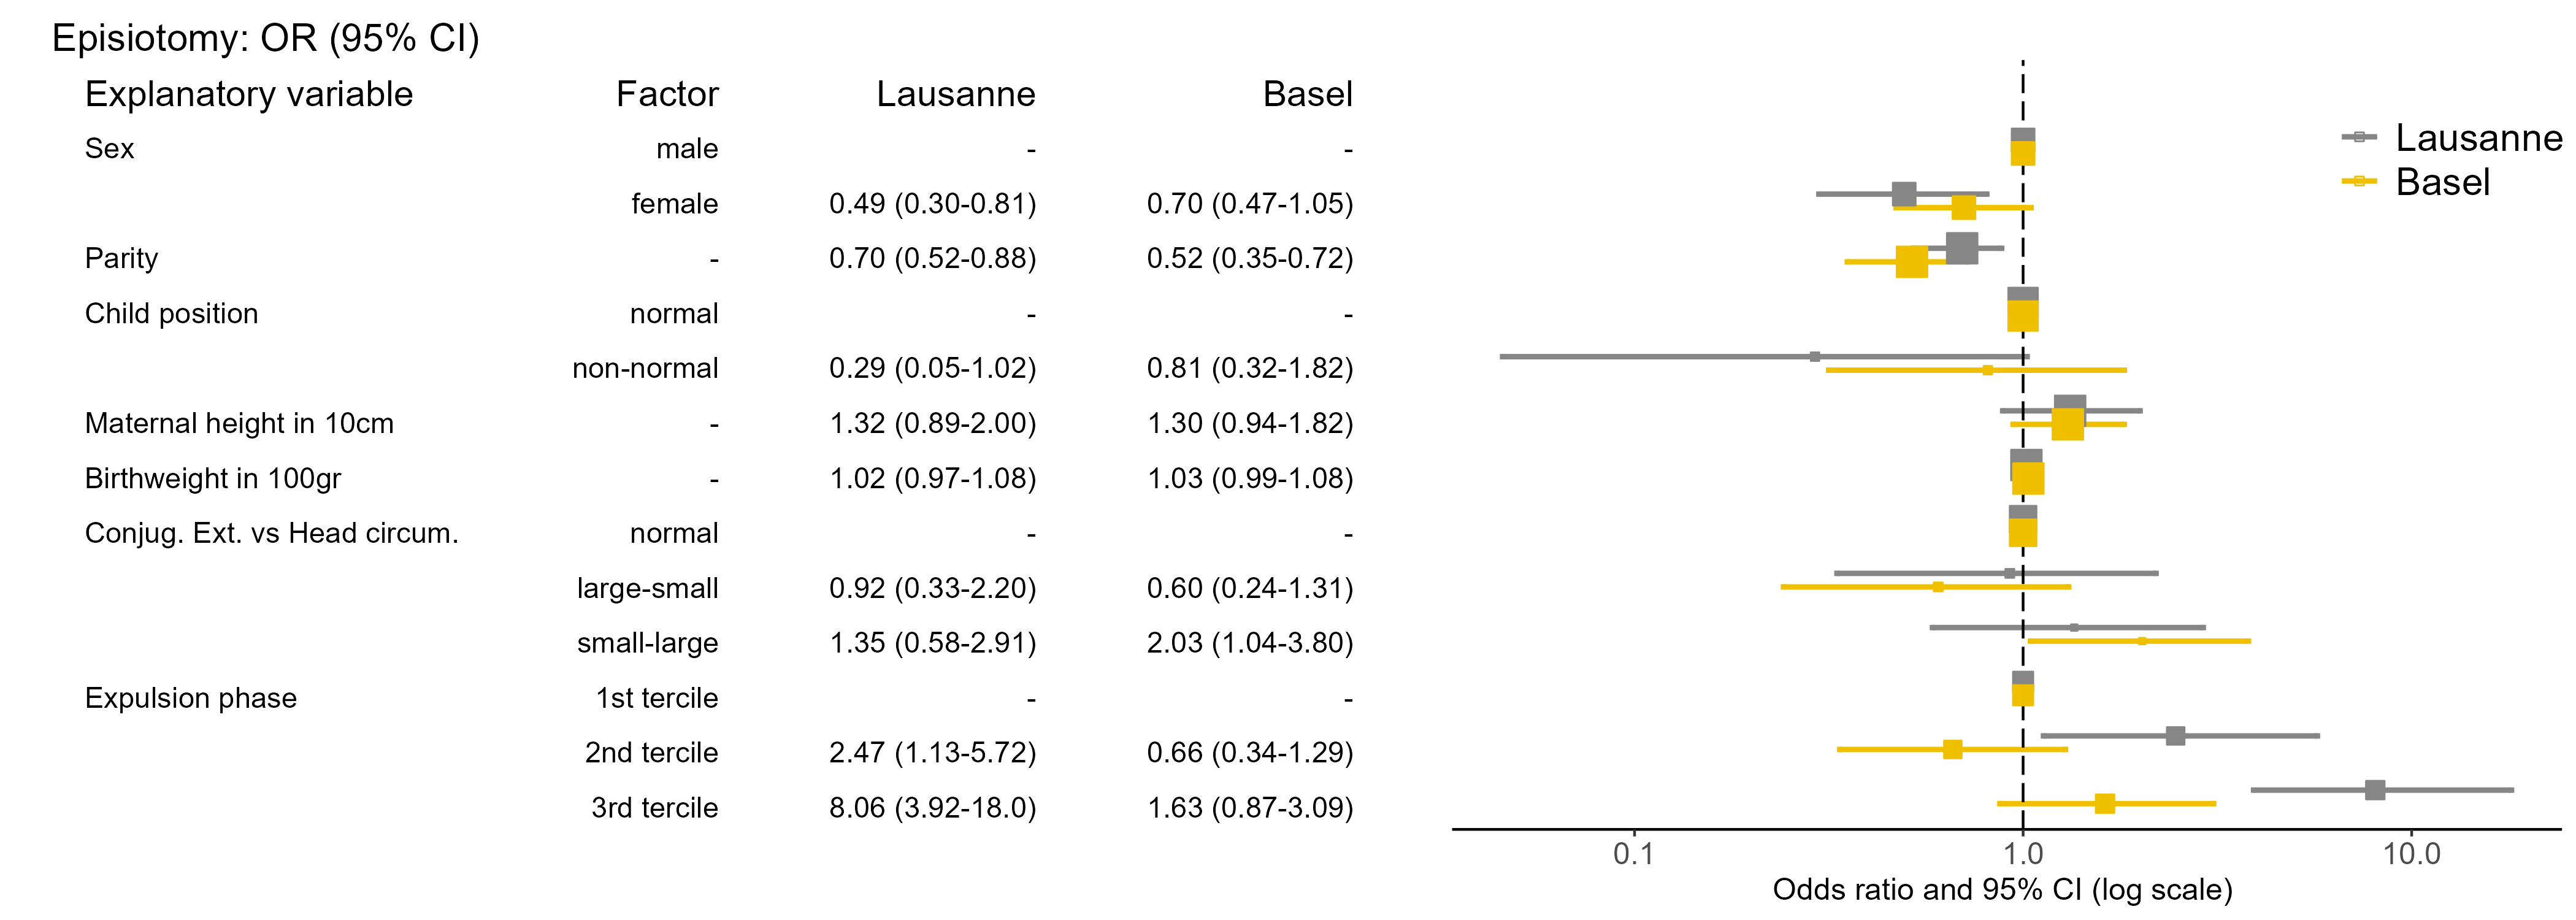 Episiotomy: OR (95% CI)
Explanatory variable Factor Lausanne Basel
Sex male - -
female 0.49 (0.30-0.81) 0.70 (0.47-1.05)
Parity - 0.70 (0.52-0.88) 0.52 (0.35-0.72)
Child position normal - -
non-normal 0.29 (0.05-1.02) 0.81 (0.32-1.82)
Maternal height in 10cm - 1.32 (0.89-2.00) 1.30 (0.94-1.82)
Birthweight in 100gr - 1.02 (0.97-1.08) 1.03 (0.99-1.08)
Conjug. Ext. vs Head circum. normal - -
large-small 0.92 (0.33-2.20) 0.60 (0.24-1.31)
small-large 1.35 (0.58-2.91) 2.03 (1.04-3.80)
Expulsion phase 1st tercile - -
2nd tercile 2.47 (1.13-5.72) 0.66 (0.34-1.29)
3rd tercile 8.06 (3.92-18.0) 1.63 (0.87-3.09)
Lausanne
Basel
0.1 1.0 10.0
Odds ratio and 95% CI (log scale)